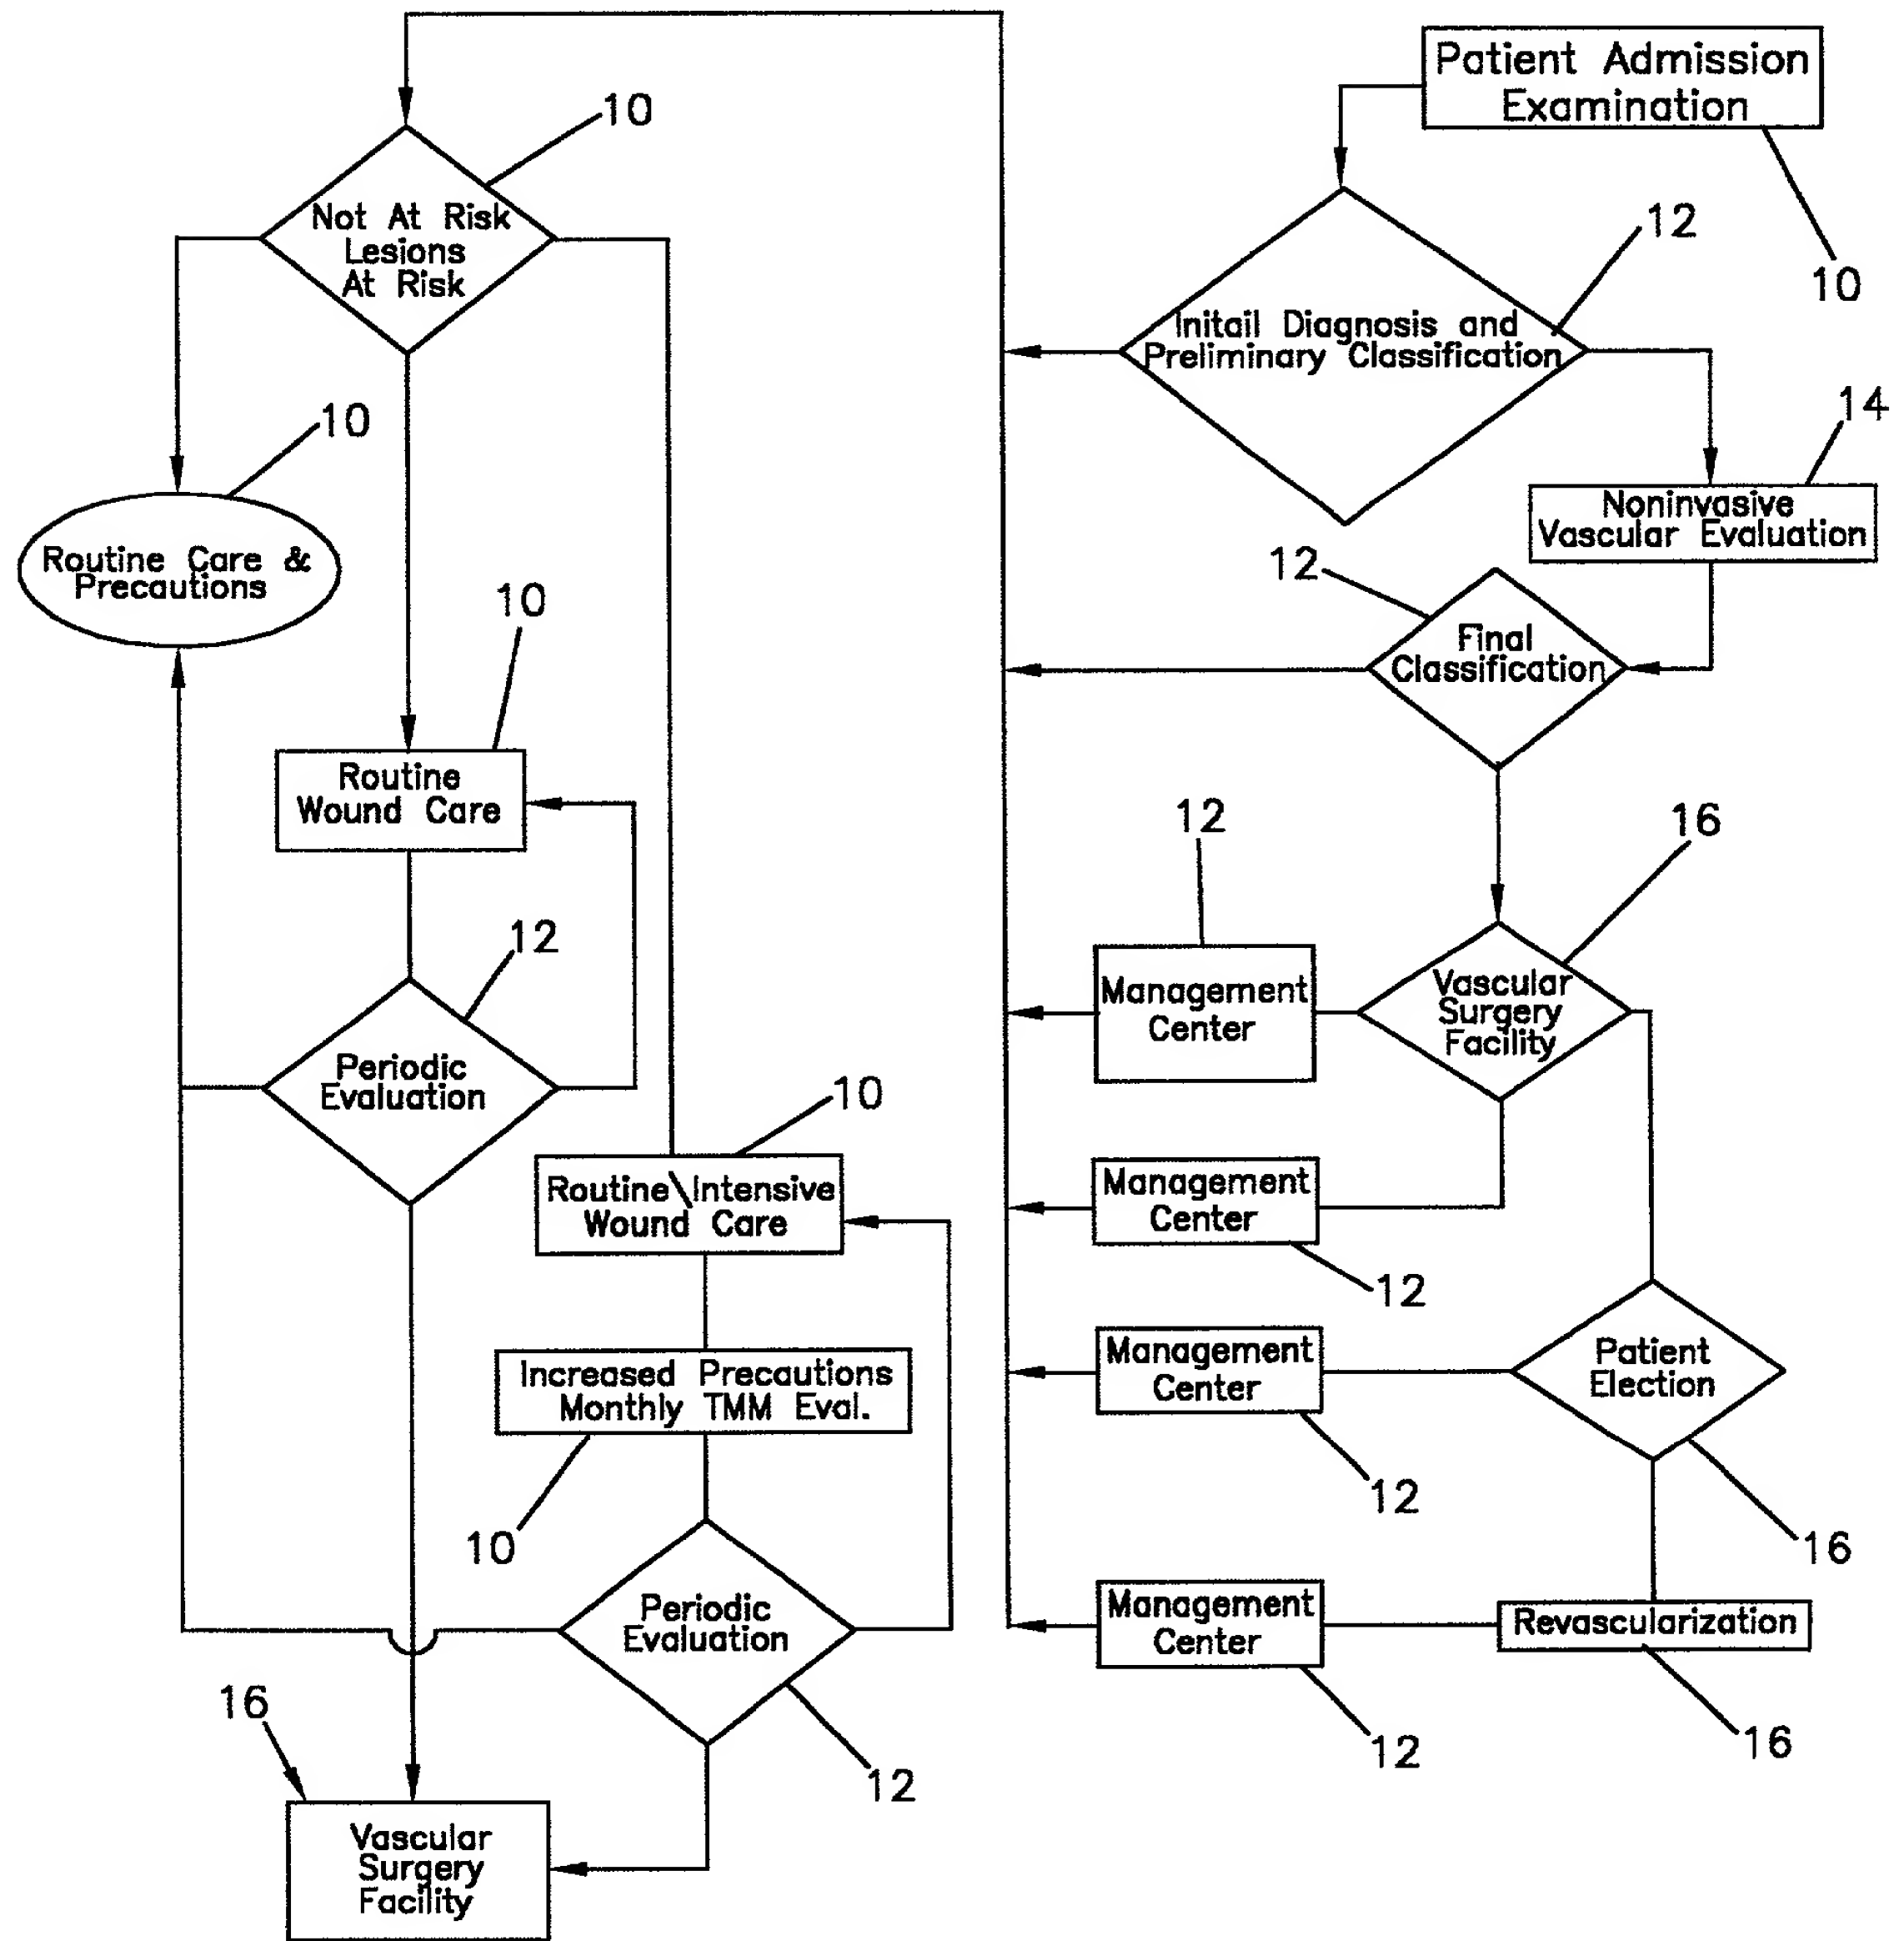 Patient Admission
Examination
10
10
Not At Risk
Lesions
At Risk
12
Initail Diagnosis and
Preliminary Classification
14
Noninvasive
Vascular Evaluation
10
Routine Care &
Precautions
12
Final
Classification
10
Routine
Wound Care
12
Management
Center
16
Vascular
Surgery
Facility
12
Periodic
Evaluation
10
Routine\Intensive
Wound Care
Management
Center
12
Increased Precautions
Monthly TMM Eval.
10
Management
Center
12
Patient
Election
16
Periodic
Evaluation
12
Management
Center
12
Revascularization
16
16
Vascular
Surgery
Facility